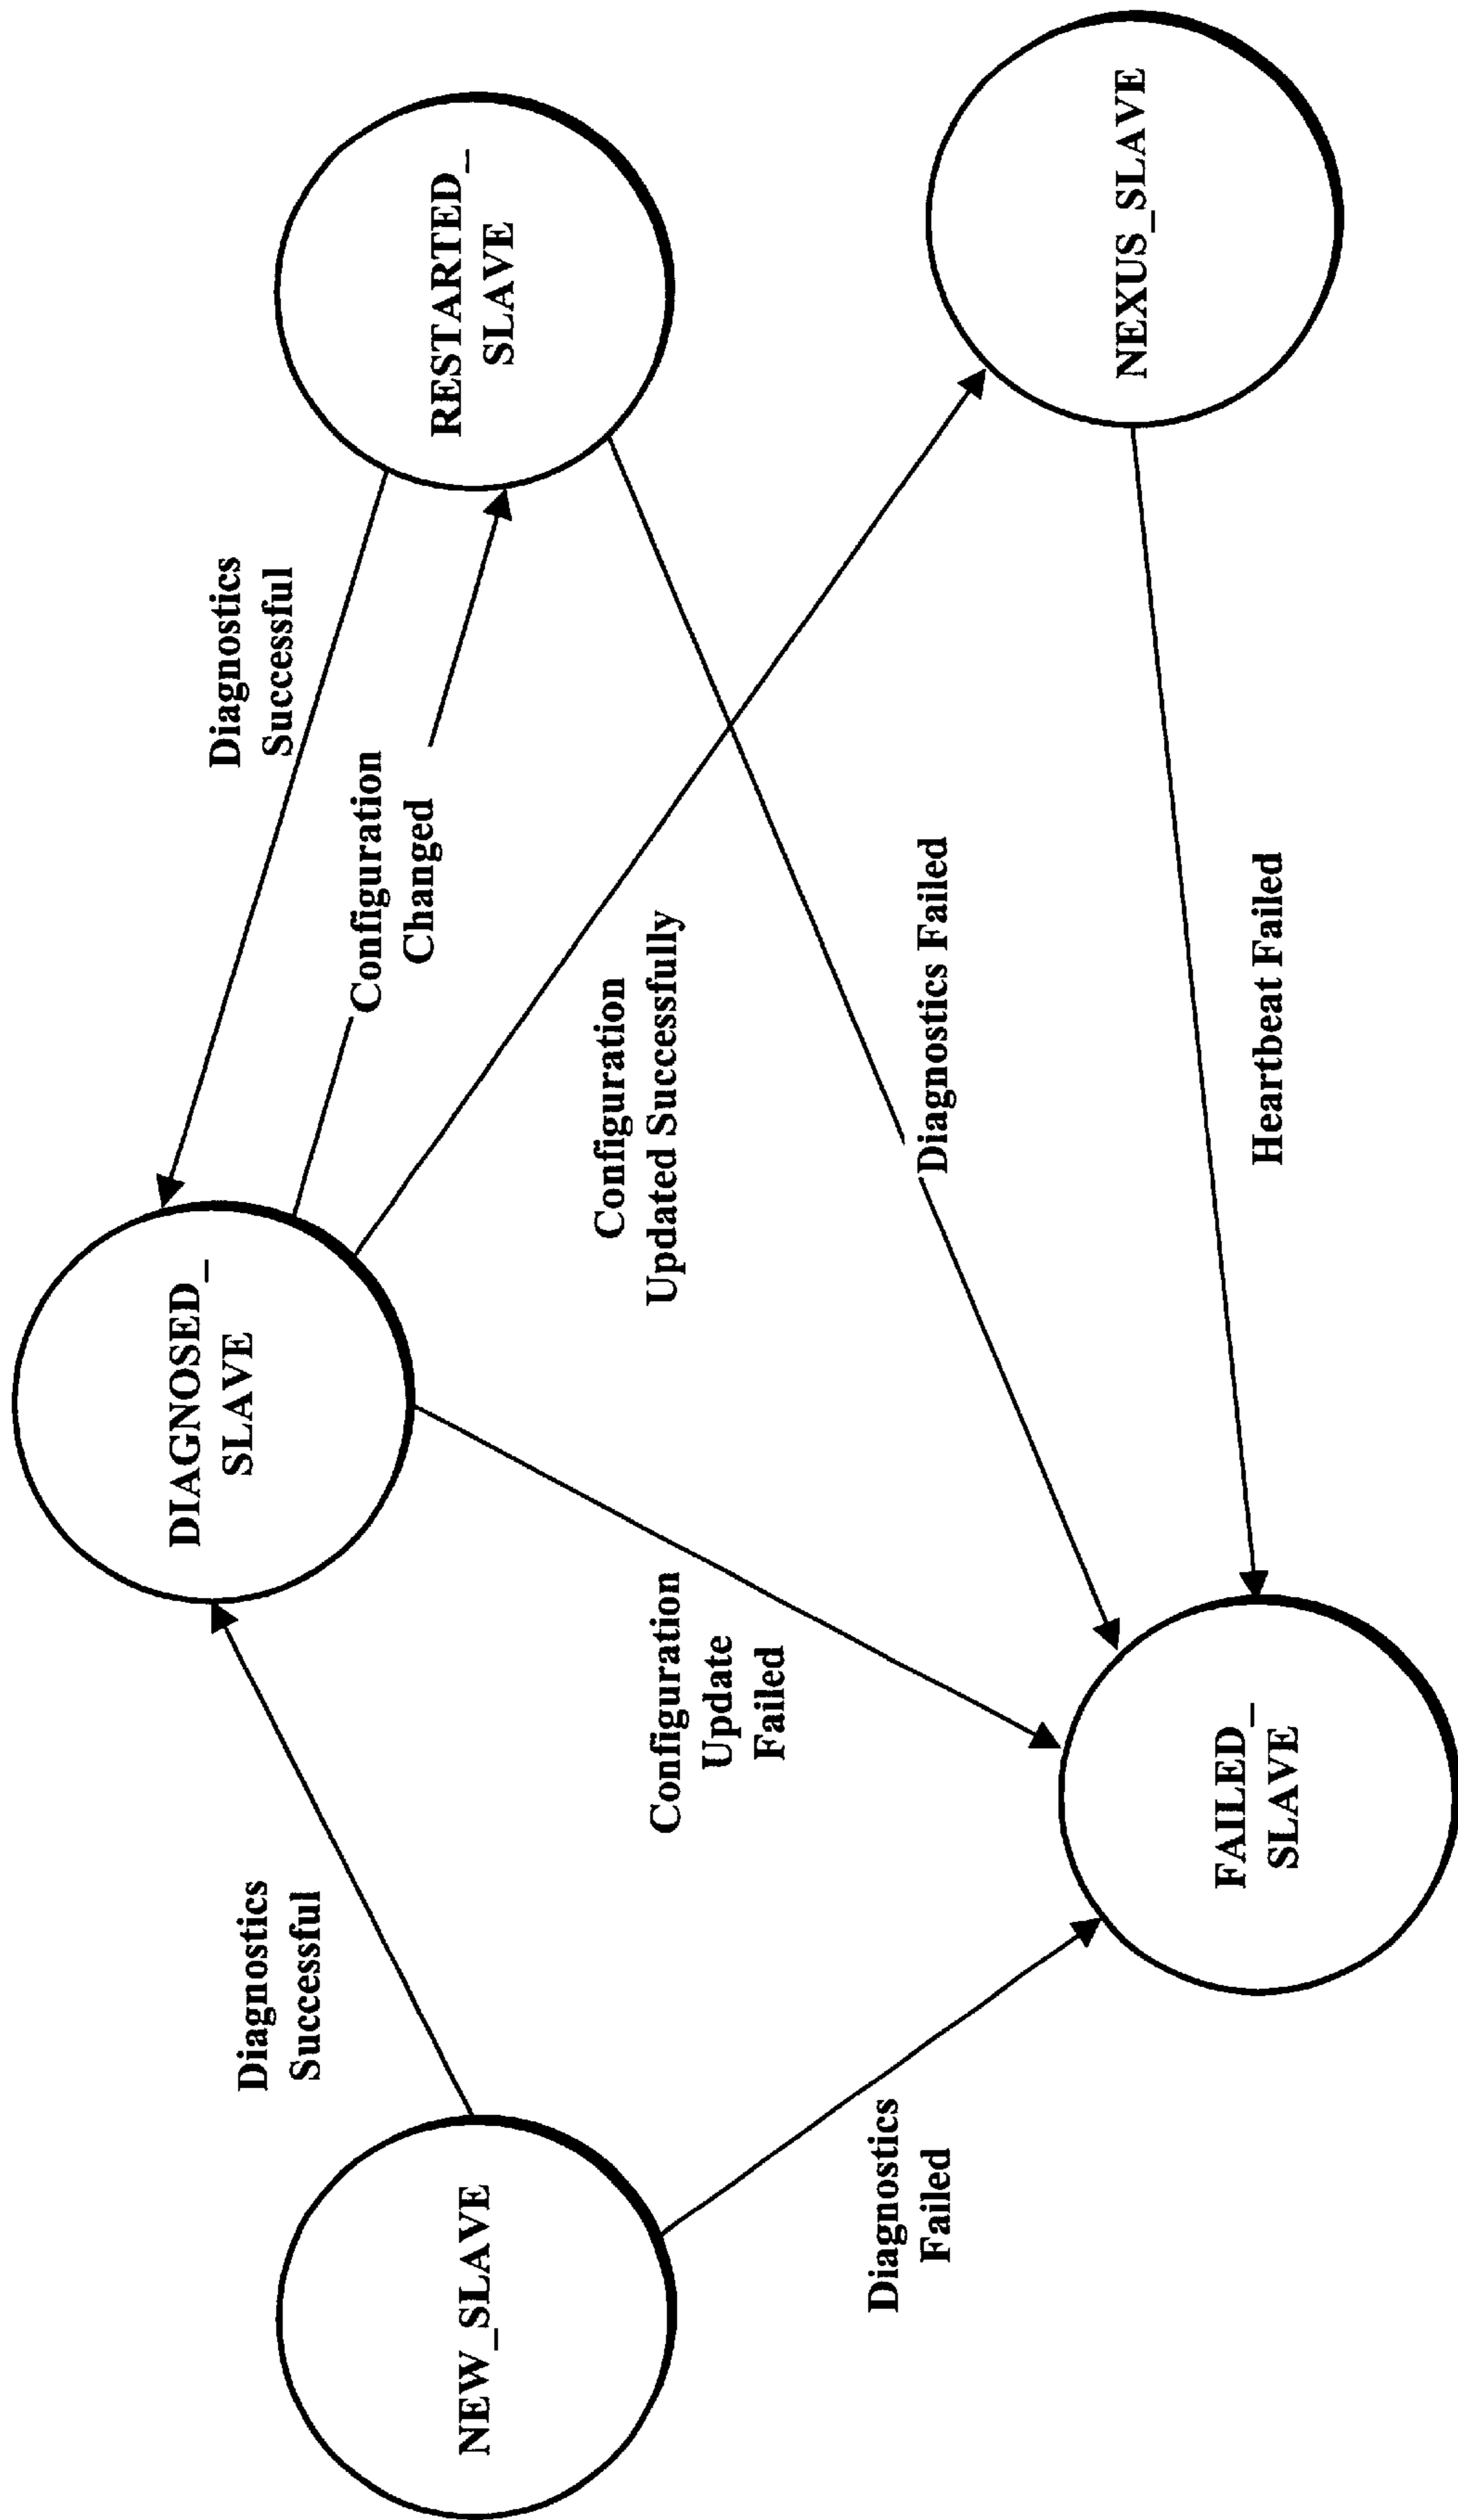 DIAGNOSED_
SLAVE
Diagnostics
Successful
Diagnostics
Successful
Configuration
Changed
NEW_SLAVE
RESTARTED_
SLAVE
Configuration
Updated Successfully
Configuration
Update
Failed
Diagnostics
Failed
Diagnostics Failed
FAILED_
SLAVE
Heartbeat Failed
NEXUS_SLAVE